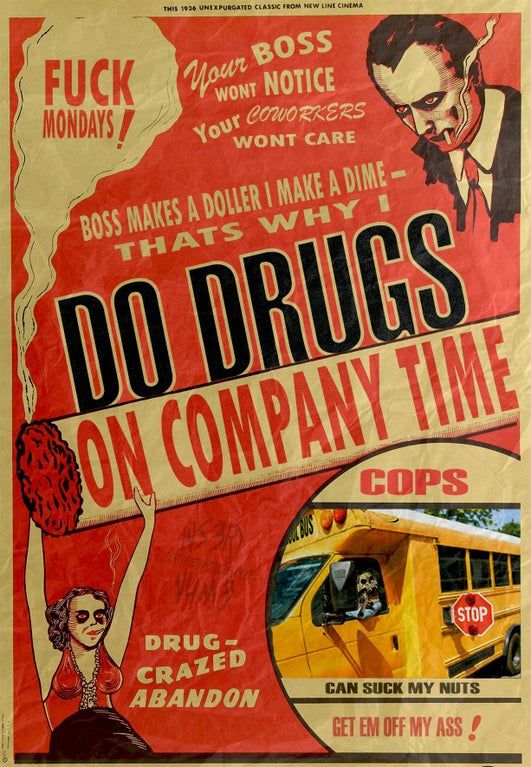 THIS 1936 UNEXPURGATED CLASSIC FROM NEW LINE CINEMA
FUCK
MONDAYS!
Your BOSS
WONT NOTICE
Your COWORKERS
WONT CARE
BOSS MAKES A DOLLER I MAKE A DIME-
THATS WHY I
DO DRUGS
ON COMPANY TIME
COPS
OL BUS
STOP
CAN SUCK MY NUTS
GET EM OFF MY ASS!
DRUG-
CRAZED
ABANDON